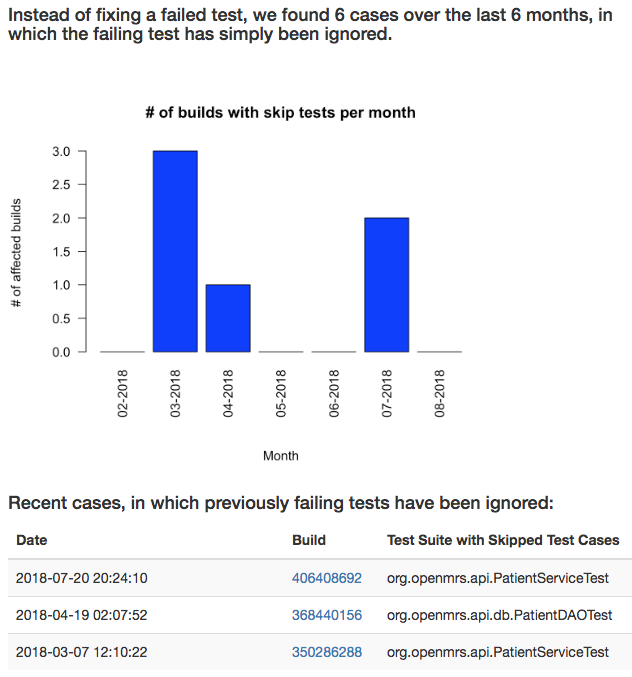 Instead of fixing a failed test, we found 6 cases over the last 6 months, in
which the failing test has simply been ignored.
# of builds with skip tests per month
# of affected builds
3.0
2.5
2.0
1.5
1.0
0.5
0.0
02-2018
03-2018
04-2018
05-2018
06-2018
07-2018
08-2018
Month
Recent cases, in which previously failing tests have been ignored:
Date Build Test Suite with Skipped Test Cases
2018-07-20 20:24:10 406408692 org.openmrs.api.PatientServiceTest
2018-04-19 02:07:52 368440156 org.openmrs.api.db.PatientDAOTest
2018-03-07 12:10:22 350286288 org.openmrs.api.PatientServiceTest